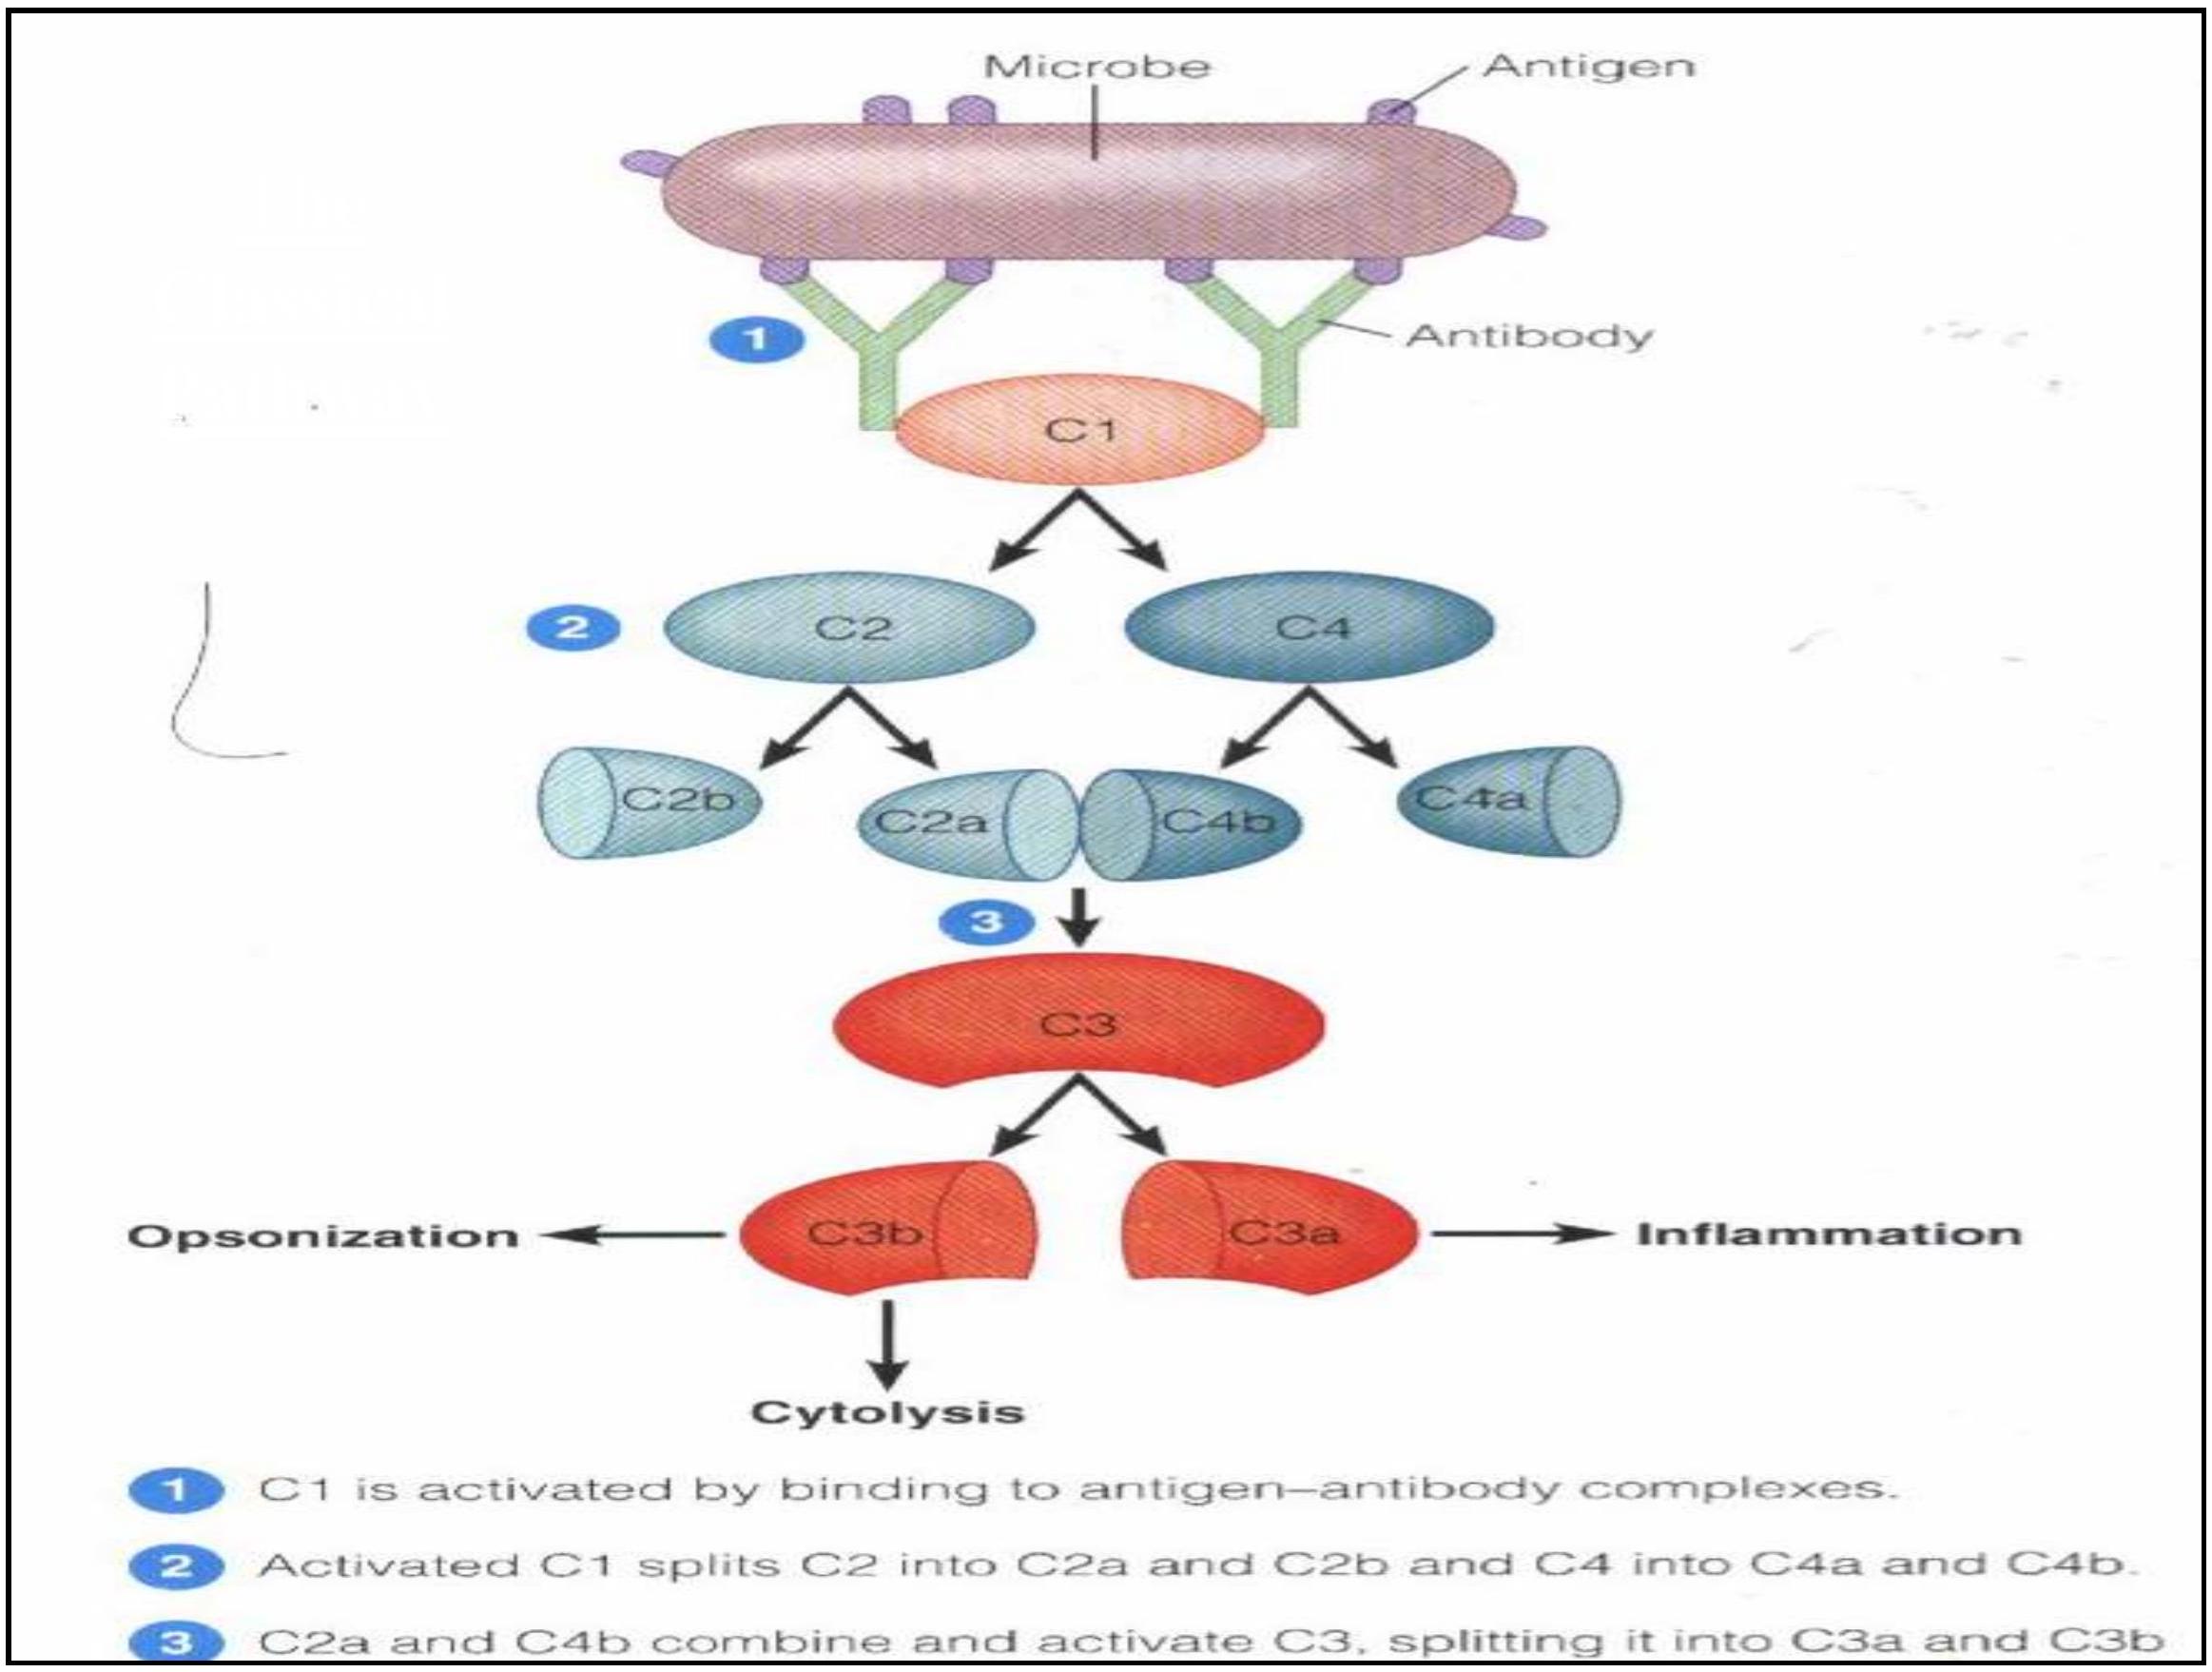 Microbe
Antigen
1
Antibody
C1
2
C2
C4
C2b
C2a
C4b
C4a
3
C3
Opsonization
C3b
C3a
Inflammation
Cytolysis
1 C1 is activated by binding to antigen–antibody complexes.
2 Activated C1 splits C2 into C2a and C2b and C4 into C4a and C4b.
3 C2a and C4b combine and activate C3, splitting it into C3a and C3b